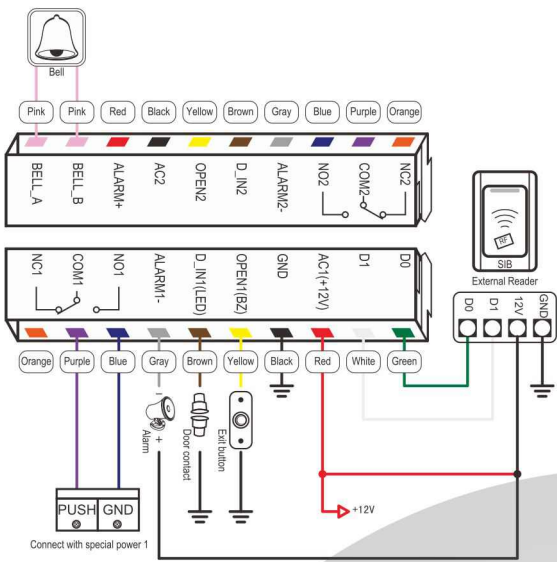 Bell
Pink Pink Red Black Yellow Brown Gray Blue Purple Orange
BELL_A BELL_B ALARM+ AC2 OPEN2 D_IN2 ALARM2- NO2 COM2 NC2
NC1 COM1 NO1 ALARM1- D_IN1(LED) OPEN1(BZ) GND AC1(+12V) D1 D0
Orange Purple Blue Gray Brown Yellow Black Red White Green
RF
SIB
External Reader
D0 D1 12V GND
-
Alarm
+
Door contact
Exit button
+12V
PUSH GND
Connect with special power 1